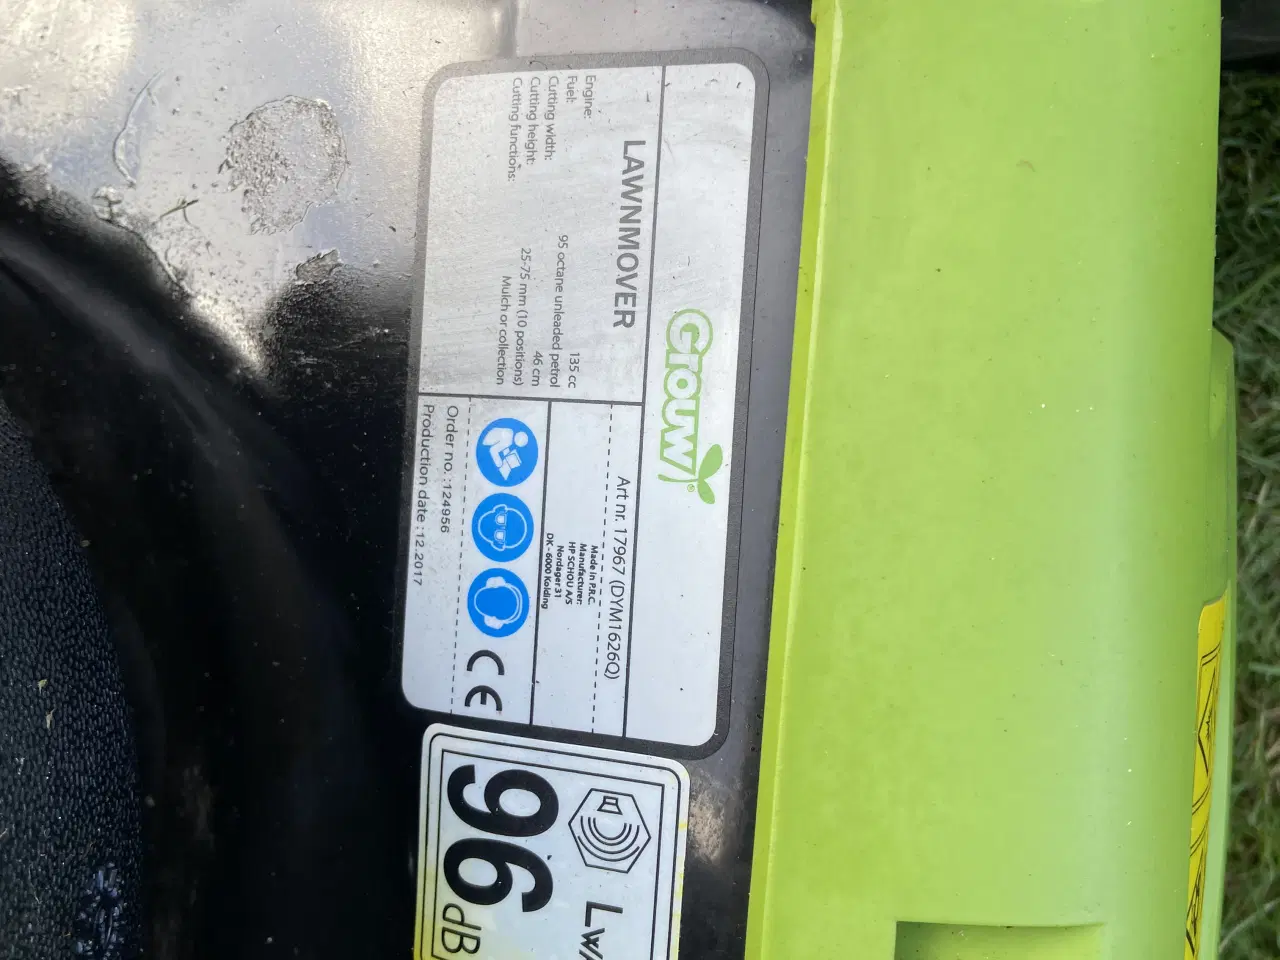 Grouw®
LAWNMOVER
Engine: 135 cc
Fuel: 95 octane unleaded petrol
Cutting width: 46 cm
Cutting height: 25-75 mm (10 positions)
Cutting functions: Mulch or collection
Art nr. 17967 (DYM1626Q)
Made in P.R.C.
Manufacturer:
HP SCHOU A/S
Nordager 31
DK - 6000 Kolding
CE
Order no.:124956
Production date :12.2017
LWA
96 dB